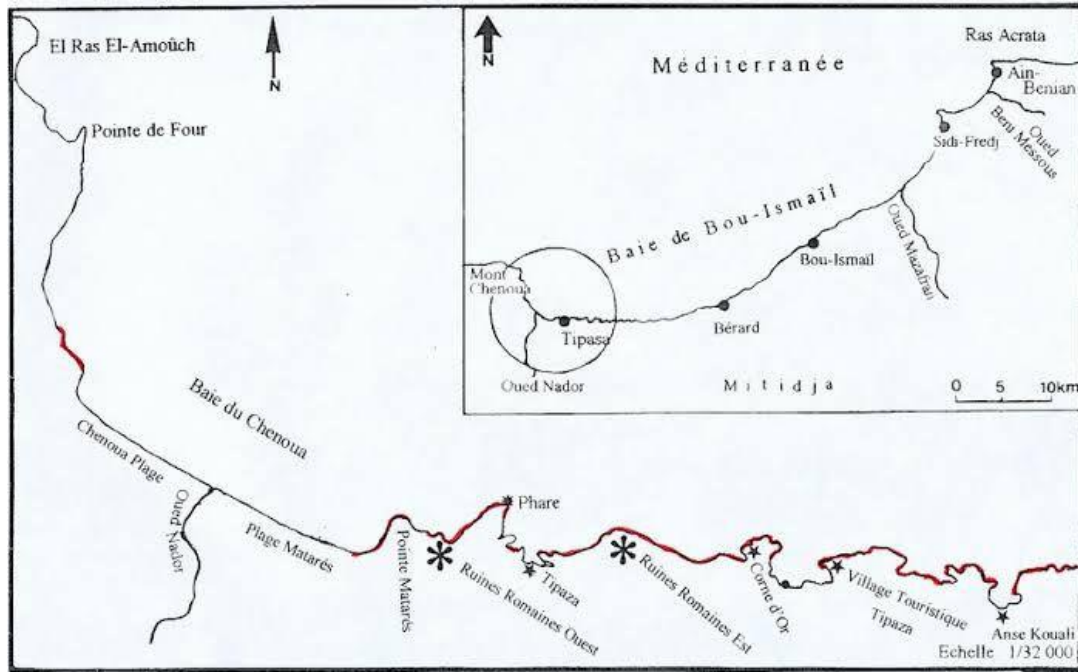 El Ras El-Amoûch
N
Pointe de Four
Baie du Chenoua
Chenoua Plage
Oued
Nador
Plage Matarés
Pointe Matarés
Ruines Romaines Ouest
Phare
Tipaza
Ruines Romaines Est
Corne d'Or
Village Touristique
Tipaza
Anse Kouali
Echelle 1/32 000
N
Méditerranée
Ras Acrata
Ain-
Benian
Oued
Beni Messous
Sidi-Fredj
Baie de Bou-Ismaïl
Oued Mazafran
Bou-Ismaïl
Mont
Chenoua
Tipasa
Bérard
Oued Nador
Mitidja
0 5 10km